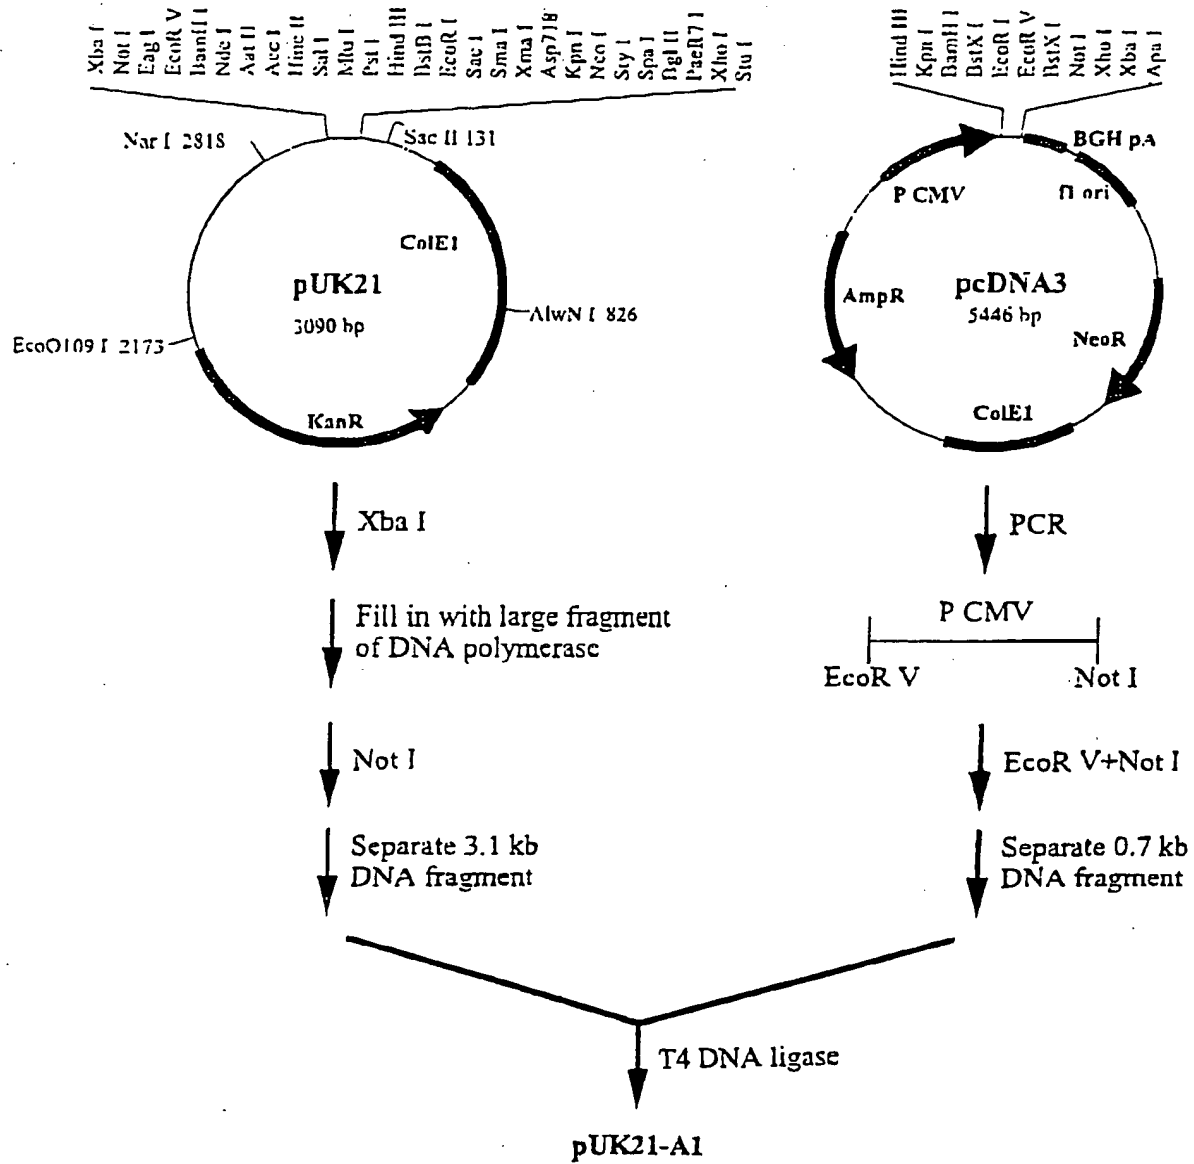 Xba I
Not I
Eag I
EcoR V
BamH I
Nde I
Aat II
Acc I
Hinc II
Sal I
Mlu I
Pst I
Hind III
BstB I
EcoR I
Sac I
Sma I
Xma I
Asp718
Kpn I
Nco I
Sty I
Spa I
Bgl II
PaeR7 I
Xho I
Stu I
Hind III
Kpn I
BamH I
BstX I
EcoR I
EcoR V
BstX I
Not I
Xho I
Xba I
Apa I
Nar I 2818
Sac II 131
BGH pA
P CMV
f1 ori
ColE1
pUK21
3090 bp
AmpR
pcDNA3
5446 bp
AlwN I 826
EcoO109 I 2173
NeoR
KanR
ColE1
Xba I
PCR
Fill in with large fragment
of DNA polymerase
P CMV
EcoR V
Not I
Not I
EcoR V+Not I
Separate 3.1 kb
DNA fragment
Separate 0.7 kb
DNA fragment
T4 DNA ligase
pUK21-A1